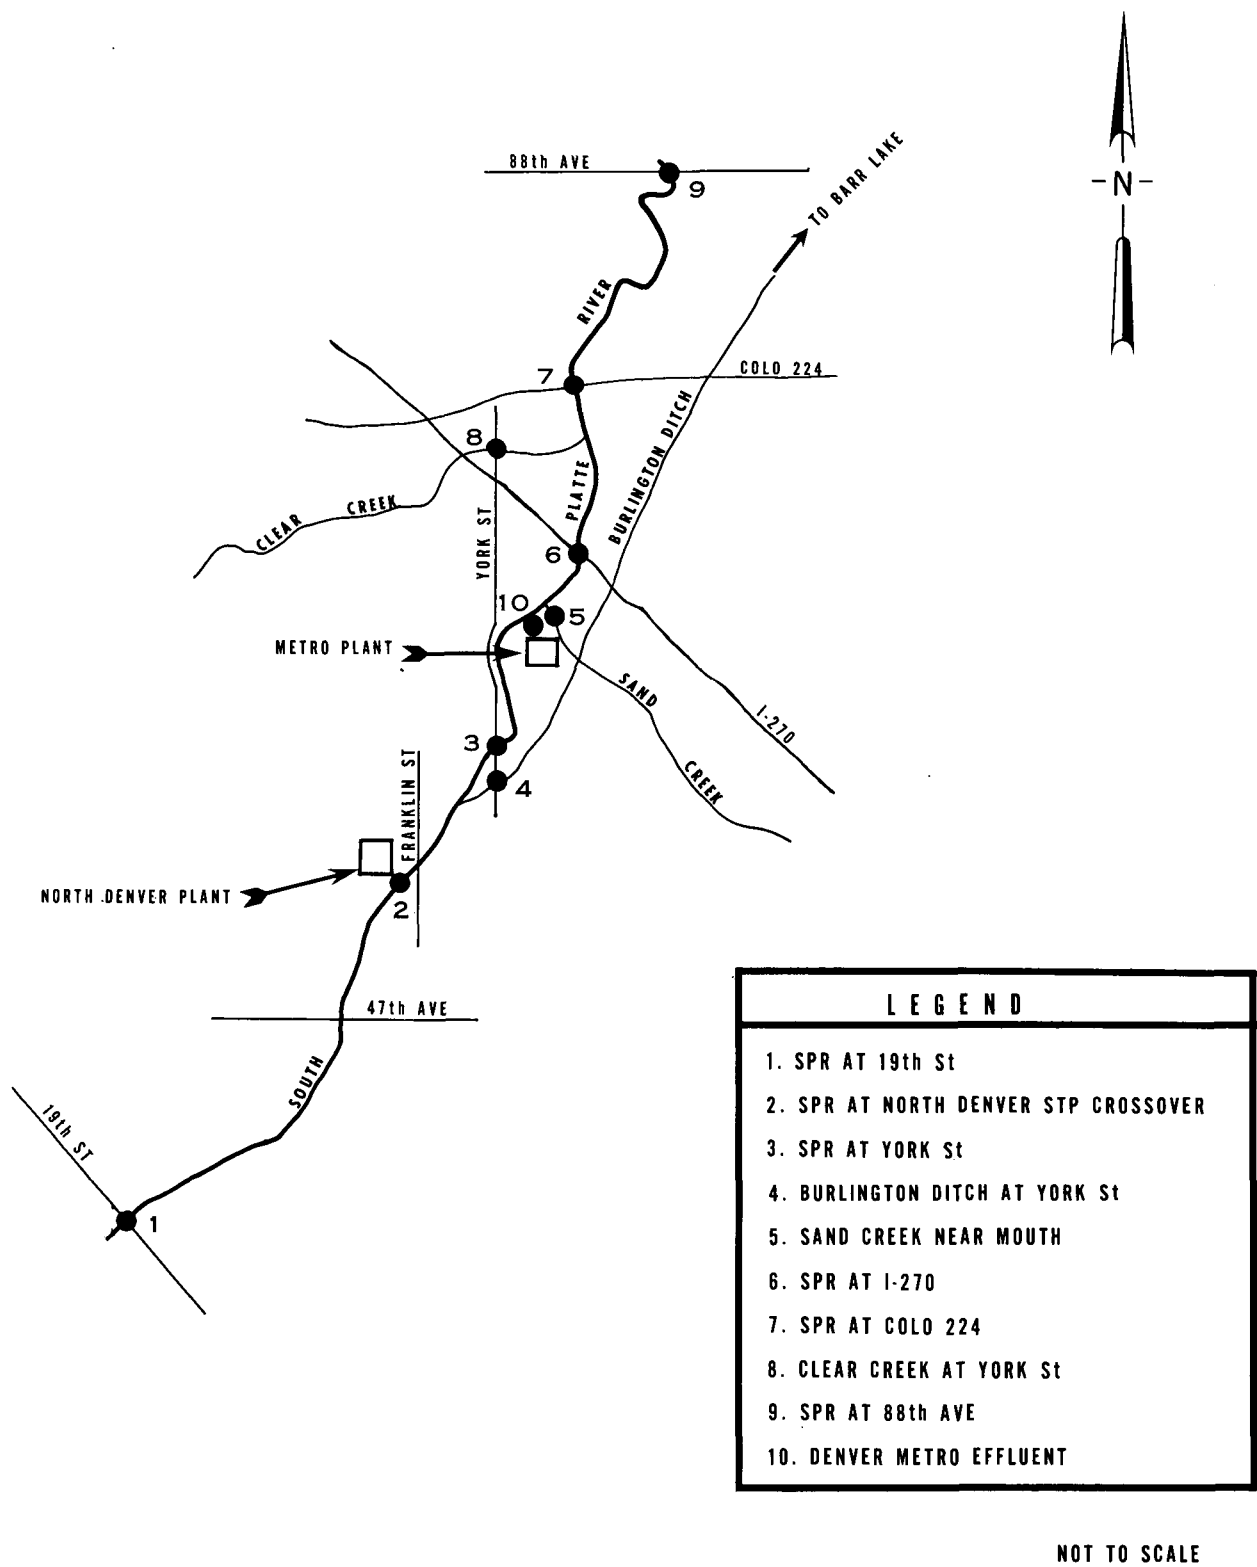 88th AVE
9
TO BARR LAKE
-N-
RIVER
7
COLO 224
8
BURLINGTON DITCH
PLATTE
CLEAR CREEK
YORK ST
6
10
5
METRO PLANT
SAND CREEK
I-270
3
4
FRANKLIN ST
NORTH DENVER PLANT
2
47th AVE
SOUTH
19th ST
1
LEGEND
1. SPR AT 19th St
2. SPR AT NORTH DENVER STP CROSSOVER
3. SPR AT YORK St
4. BURLINGTON DITCH AT YORK St
5. SAND CREEK NEAR MOUTH
6. SPR AT I-270
7. SPR AT COLO 224
8. CLEAR CREEK AT YORK St
9. SPR AT 88th AVE
10. DENVER METRO EFFLUENT
NOT TO SCALE